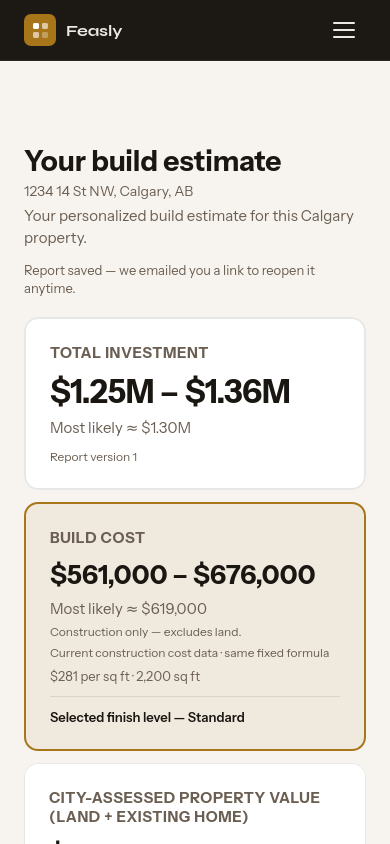 Feasly
Your build estimate
1234 14 St NW, Calgary, AB
Your personalized build estimate for this Calgary
property.
Report saved — we emailed you a link to reopen it
anytime.
TOTAL INVESTMENT
$1.25M – $1.36M
Most likely ≈ $1.30M
Report version 1
BUILD COST
$561,000 – $676,000
Most likely ≈ $619,000
Construction only — excludes land.
Current construction cost data · same fixed formula
$281 per sq ft · 2,200 sq ft
Selected finish level — Standard
CITY-ASSESSED PROPERTY VALUE
(LAND + EXISTING HOME)